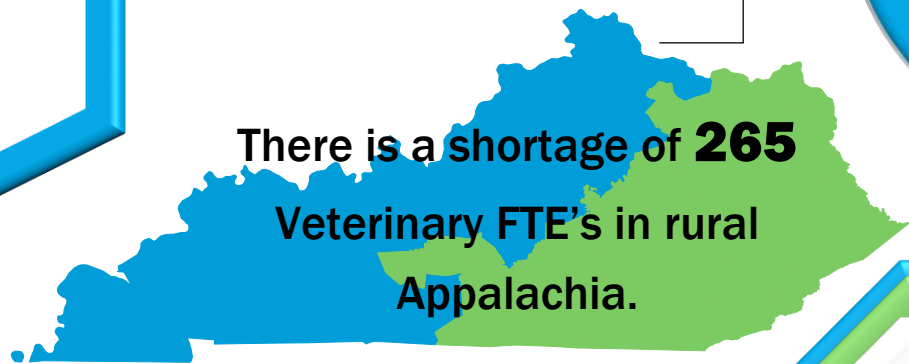 There is a shortage of 265
Veterinary FTE’s in rural
Appalachia.